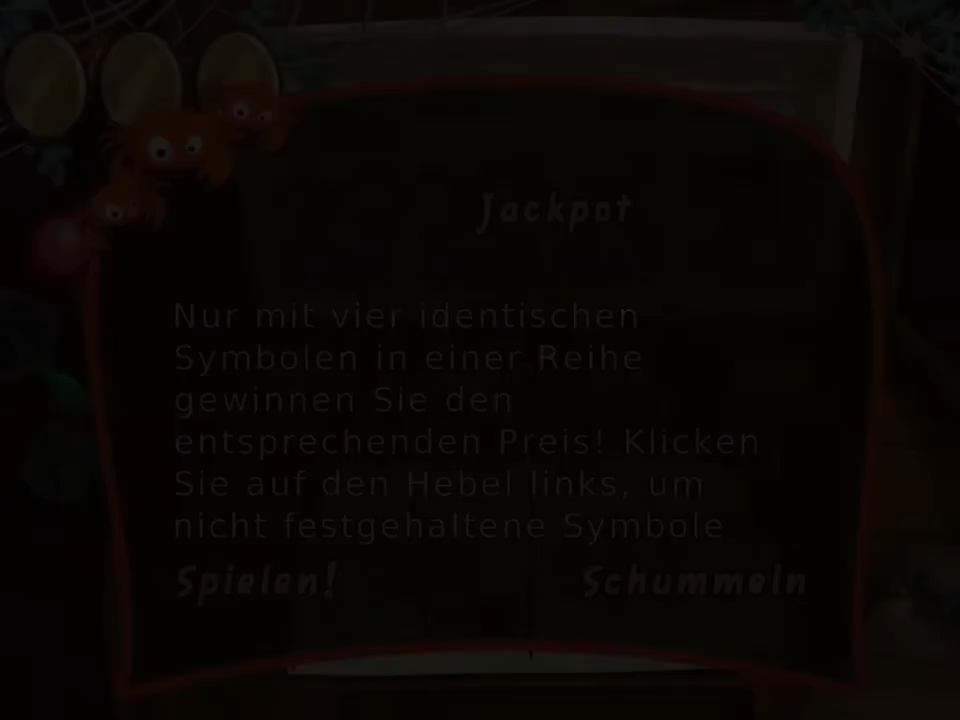 Jackpot
Nur mit vier identischen
Symbolen in einer Reihe
gewinnen Sie den
entsprechenden Preis! Klicken
Sie auf den Hebel links, um
nicht festgehaltene Symbole
Spielen! Schummeln